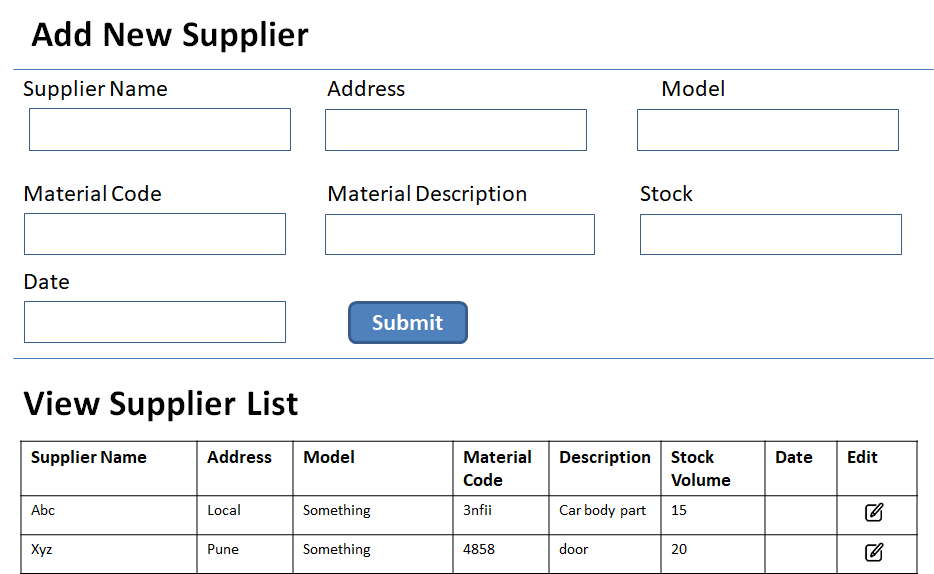 Add New Supplier
Supplier Name Address Model
Material Code Material Description Stock
Date
Submit
View Supplier List
Supplier Name Address Model Material Code Description Stock Volume Date Edit
Abc Local Something 3nfii Car body part 15
Xyz Pune Something 4858 door 20